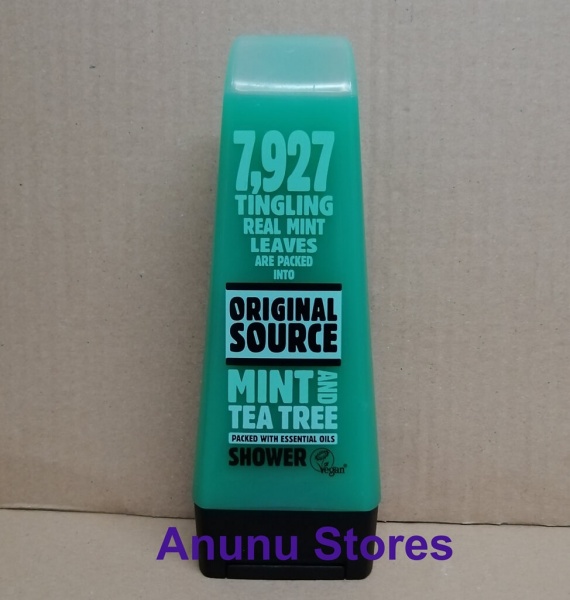 7,927
TINGLING
REAL MINT
LEAVES
ARE PACKED
INTO
ORIGINAL
SOURCE
MINT AND
TEA TREE
PACKED WITH ESSENTIAL OILS
SHOWER Vegan
Anunu Stores